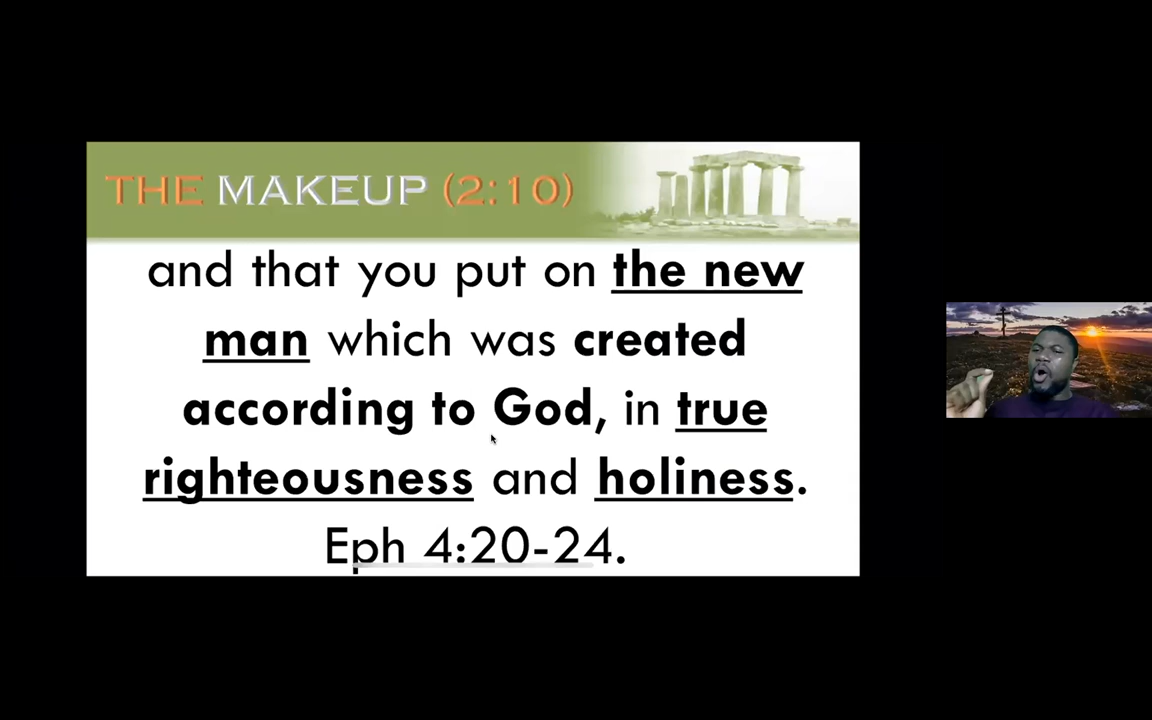 THE MAKEUP (2:10)
and that you put on the new
man which was created
according to God, in true
righteousness and holiness.
Eph 4:20-24.